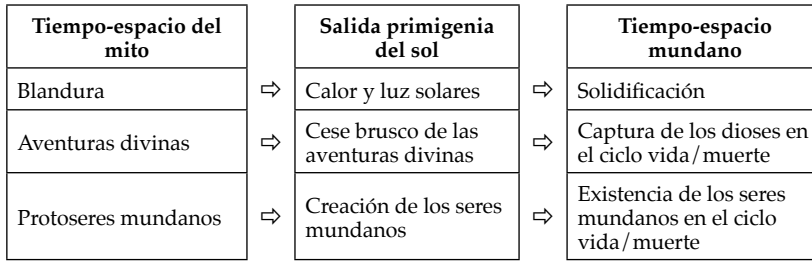 Tiempo-espacio del
mito
Salida primigenia
del sol
Tiempo-espacio
mundano
Blandura
⇨
Calor y luz solares
⇨
Solidificación
Aventuras divinas
⇨
Cese brusco de las
aventuras divinas
⇨
Captura de los dioses en
el ciclo vida/muerte
Protoseres mundanos
⇨
Creación de los seres
mundanos
⇨
Existencia de los seres
mundanos en el ciclo
vida/muerte